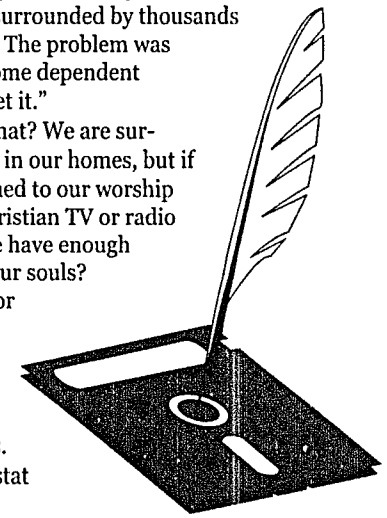 surrounded by thousands
The problem was
ome dependent
et it.”
hat? We are sur-
in our homes, but if
ned to our worship
ristian TV or radio
e have enough
ur souls?
or
stat